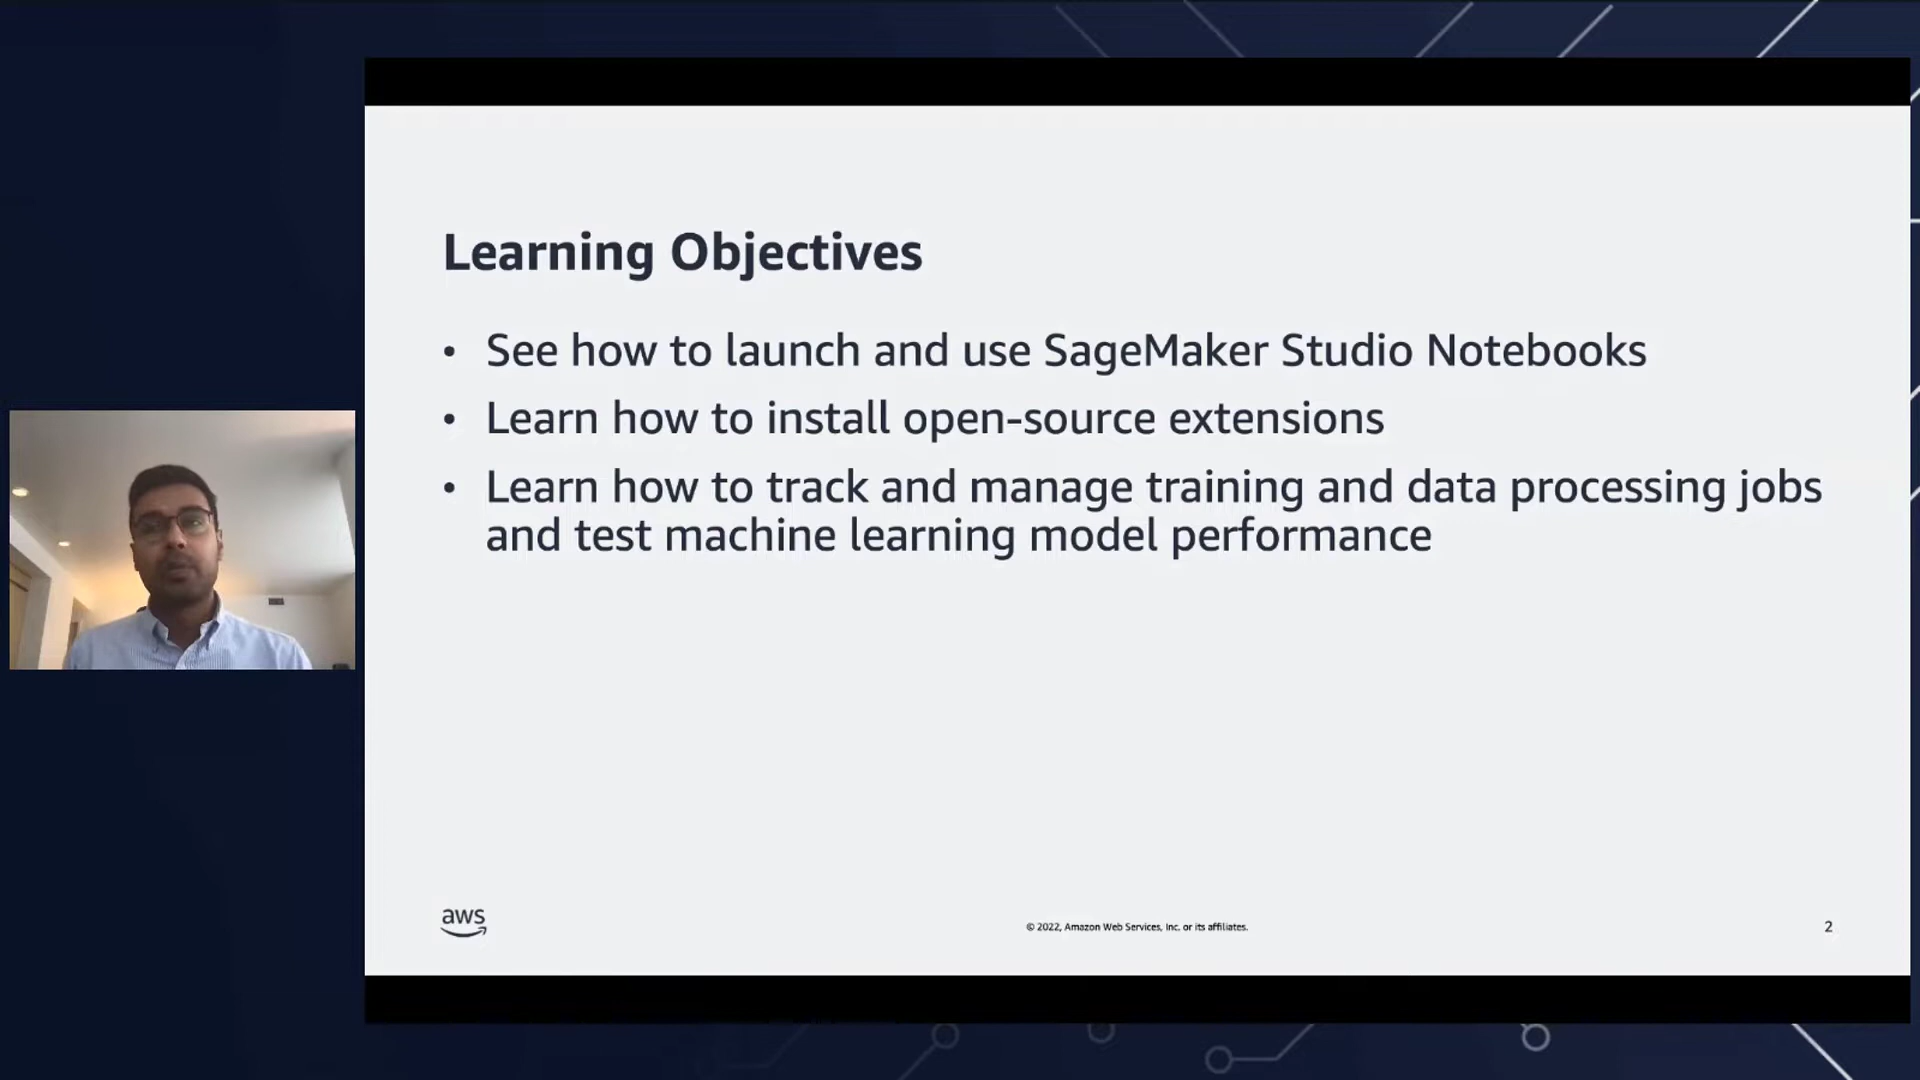 Learning Objectives
• See how to launch and use SageMaker Studio Notebooks
• Learn how to install open-source extensions
• Learn how to track and manage training and data processing jobs
and test machine learning model performance
aws
© 2022, Amazon Web Services, Inc. or its affiliates.
2